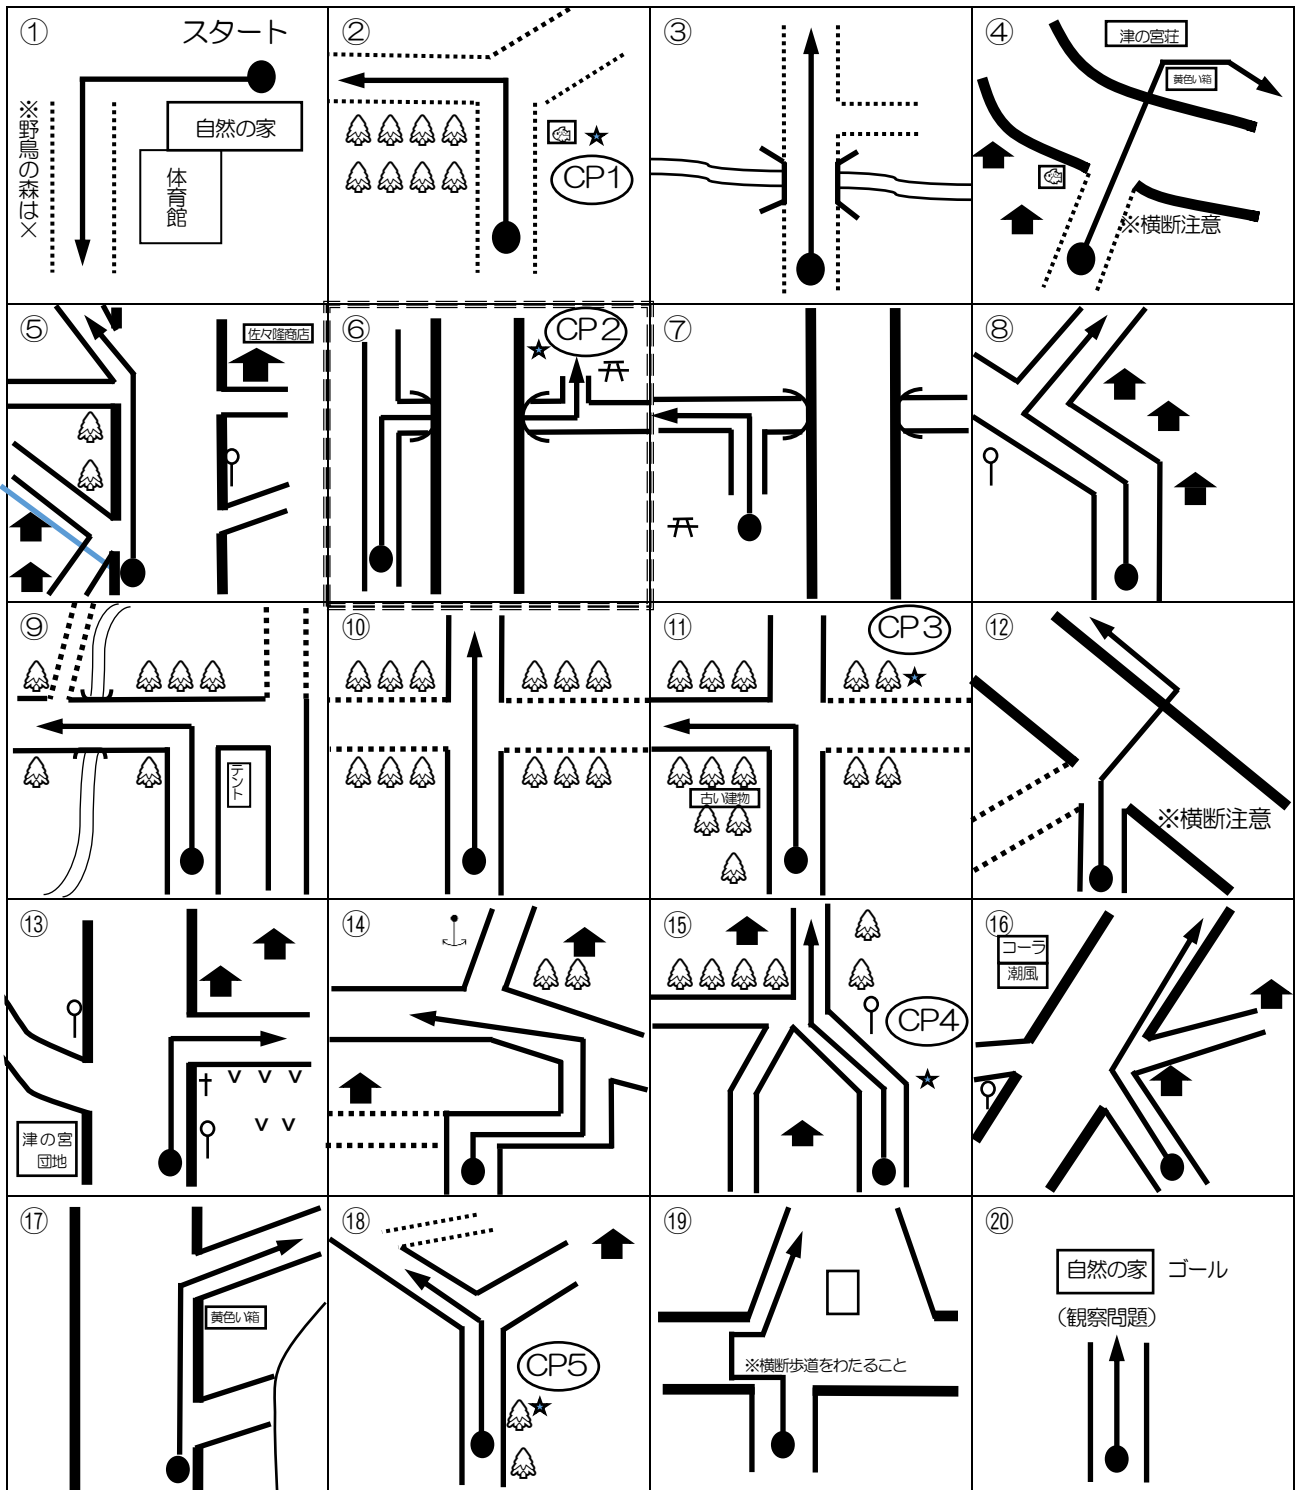 ①
スタート
自然の家
体育館
※野鳥の森は×
②
CP1
③
④
津の宮荘
黄色い箱
※横断注意
⑤
佐々隆商店
⑥
CP2
⑦
⑧
⑨
テント
⑩
⑪
CP3
古い建物
⑫
※横断注意
⑬
津の宮
団地
⑭
⑮
CP4
⑯
コーラ
潮風
⑰
黄色い箱
⑱
CP5
⑲
※横断歩道をわたること
⑳
自然の家 ゴール
(観察問題)